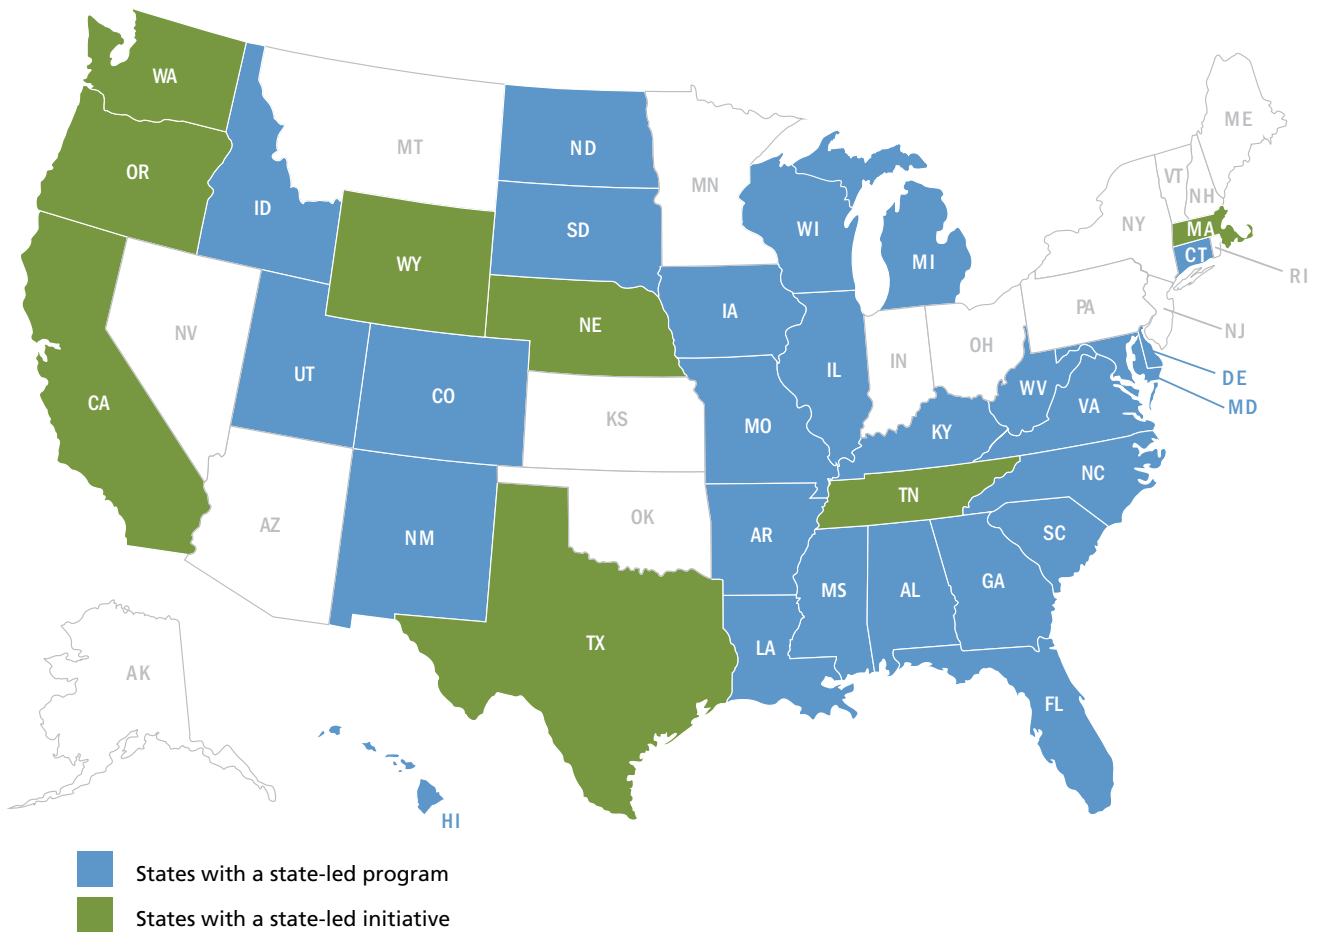 WA
OR
CA
ID
NV
MT
WY
UT
CO
AZ
NM
ND
SD
NE
KS
OK
TX
MN
IA
MO
AR
LA
WI
IL
MI
IN
OH
KY
TN
MS
AL
GA
FL
SC
NC
VA
WV
PA
NY
VT
NH
ME
MA
CT
RI
NJ
DE
MD
AK
HI
States with a state-led program
States with a state-led initiative